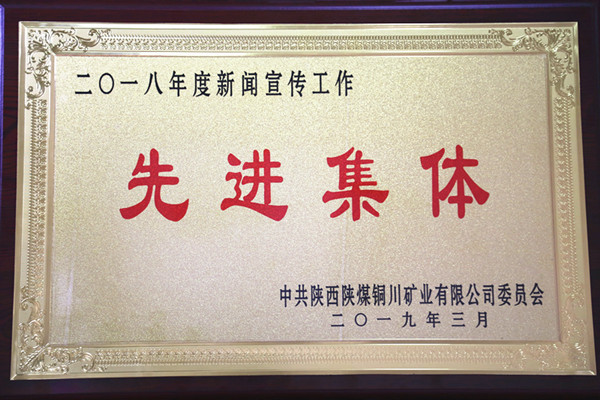 二〇一八年度新闻宣传工作
先进集体
中共陕西陕煤铜川矿业有限公司委员会
二〇一九年三月